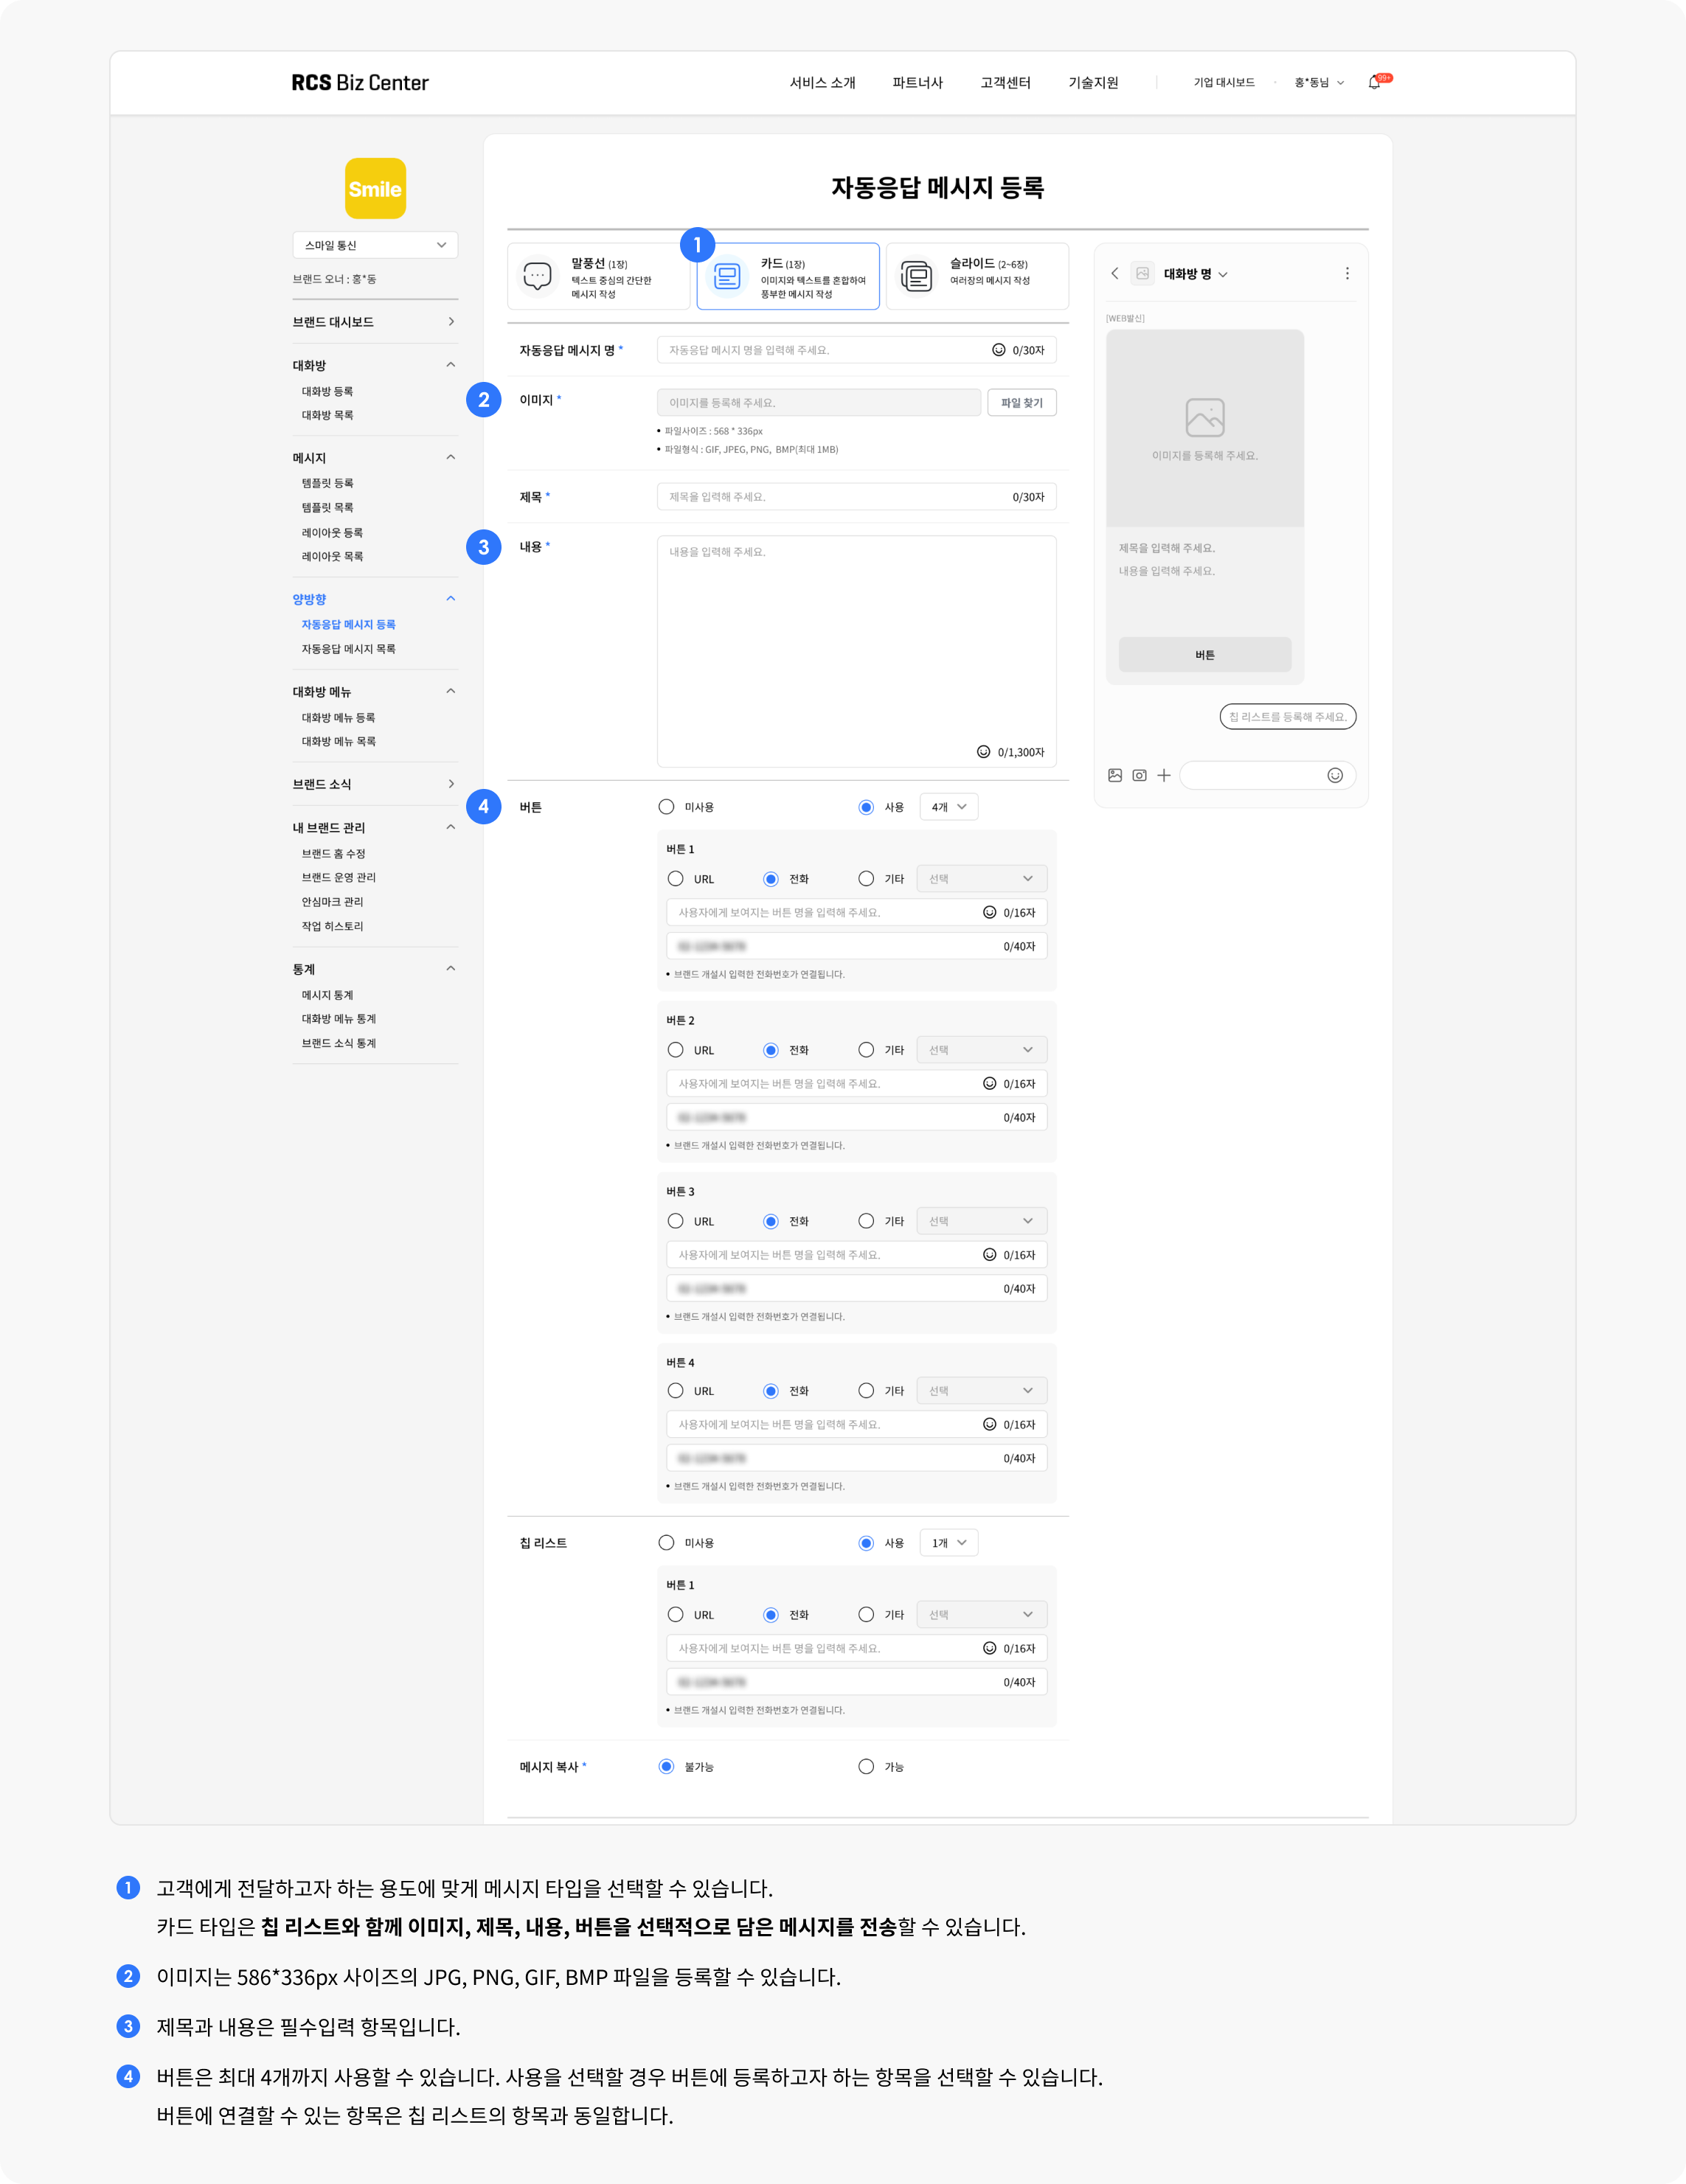 RCS Biz Center
서비스 소개
파트너사
고객센터
기술지원
기업 대시보드
홍*동님
99+
Smile
스마일 통신
브랜드 오너 : 홍*동
브랜드 대시보드
대화방
대화방 등록
대화방 목록
메시지
템플릿 등록
템플릿 목록
레이아웃 등록
레이아웃 목록
양방향
자동응답 메시지 등록
자동응답 메시지 목록
대화방 메뉴
대화방 메뉴 등록
대화방 메뉴 목록
브랜드 소식
내 브랜드 관리
브랜드 홈 수정
브랜드 운영 관리
안심마크 관리
작업 히스토리
통계
메시지 통계
대화방 메뉴 통계
브랜드 소식 통계
자동응답 메시지 등록
말풍선 (1장)
텍스트 중심의 간단한
메시지 작성
1
카드 (1장)
이미지와 텍스트를 혼합하여
풍부한 메시지 작성
슬라이드 (2~6장)
여러장의 메시지 작성
자동응답 메시지 명 *
자동응답 메시지 명을 입력해 주세요.
0/30자
2
이미지 *
이미지를 등록해 주세요.
파일 찾기
• 파일사이즈 : 568 * 336px
• 파일형식 : GIF, JPEG, PNG, BMP(최대 1MB)
제목 *
제목을 입력해 주세요.
0/30자
3
내용 *
내용을 입력해 주세요.
0/1,300자
4
버튼
미사용
사용
4개
버튼 1
URL
전화
기타
선택
사용자에게 보여지는 버튼 명을 입력해 주세요.
0/16자
0/40자
• 브랜드 개설시 입력한 전화번호가 연결됩니다.
버튼 2
URL
전화
기타
선택
사용자에게 보여지는 버튼 명을 입력해 주세요.
0/16자
0/40자
• 브랜드 개설시 입력한 전화번호가 연결됩니다.
버튼 3
URL
전화
기타
선택
사용자에게 보여지는 버튼 명을 입력해 주세요.
0/16자
0/40자
• 브랜드 개설시 입력한 전화번호가 연결됩니다.
버튼 4
URL
전화
기타
선택
사용자에게 보여지는 버튼 명을 입력해 주세요.
0/16자
0/40자
• 브랜드 개설시 입력한 전화번호가 연결됩니다.
칩 리스트
미사용
사용
1개
버튼 1
URL
전화
기타
선택
사용자에게 보여지는 버튼 명을 입력해 주세요.
0/16자
0/40자
• 브랜드 개설시 입력한 전화번호가 연결됩니다.
메시지 복사 *
불가능
가능
대화방 명
[WEB발신]
이미지를 등록해 주세요.
제목을 입력해 주세요.
내용을 입력해 주세요.
버튼
칩 리스트를 등록해 주세요.
1 고객에게 전달하고자 하는 용도에 맞게 메시지 타입을 선택할 수 있습니다.
카드 타입은 칩 리스트와 함께 이미지, 제목, 내용, 버튼을 선택적으로 담은 메시지를 전송할 수 있습니다.
2 이미지는 586*336px 사이즈의 JPG, PNG, GIF, BMP 파일을 등록할 수 있습니다.
3 제목과 내용은 필수입력 항목입니다.
4 버튼은 최대 4개까지 사용할 수 있습니다. 사용을 선택할 경우 버튼에 등록하고자 하는 항목을 선택할 수 있습니다.
버튼에 연결할 수 있는 항목은 칩 리스트의 항목과 동일합니다.